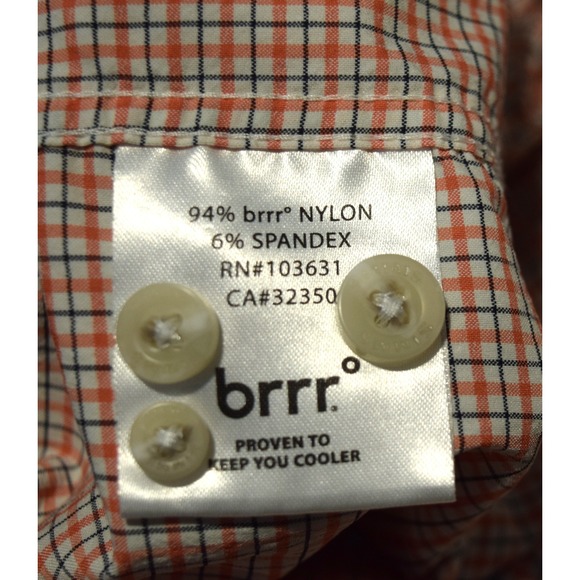 94% brrr° NYLON
6% SPANDEX
RN#103631
CA#32350
brrr.°
PROVEN TO
KEEP YOU COOLER